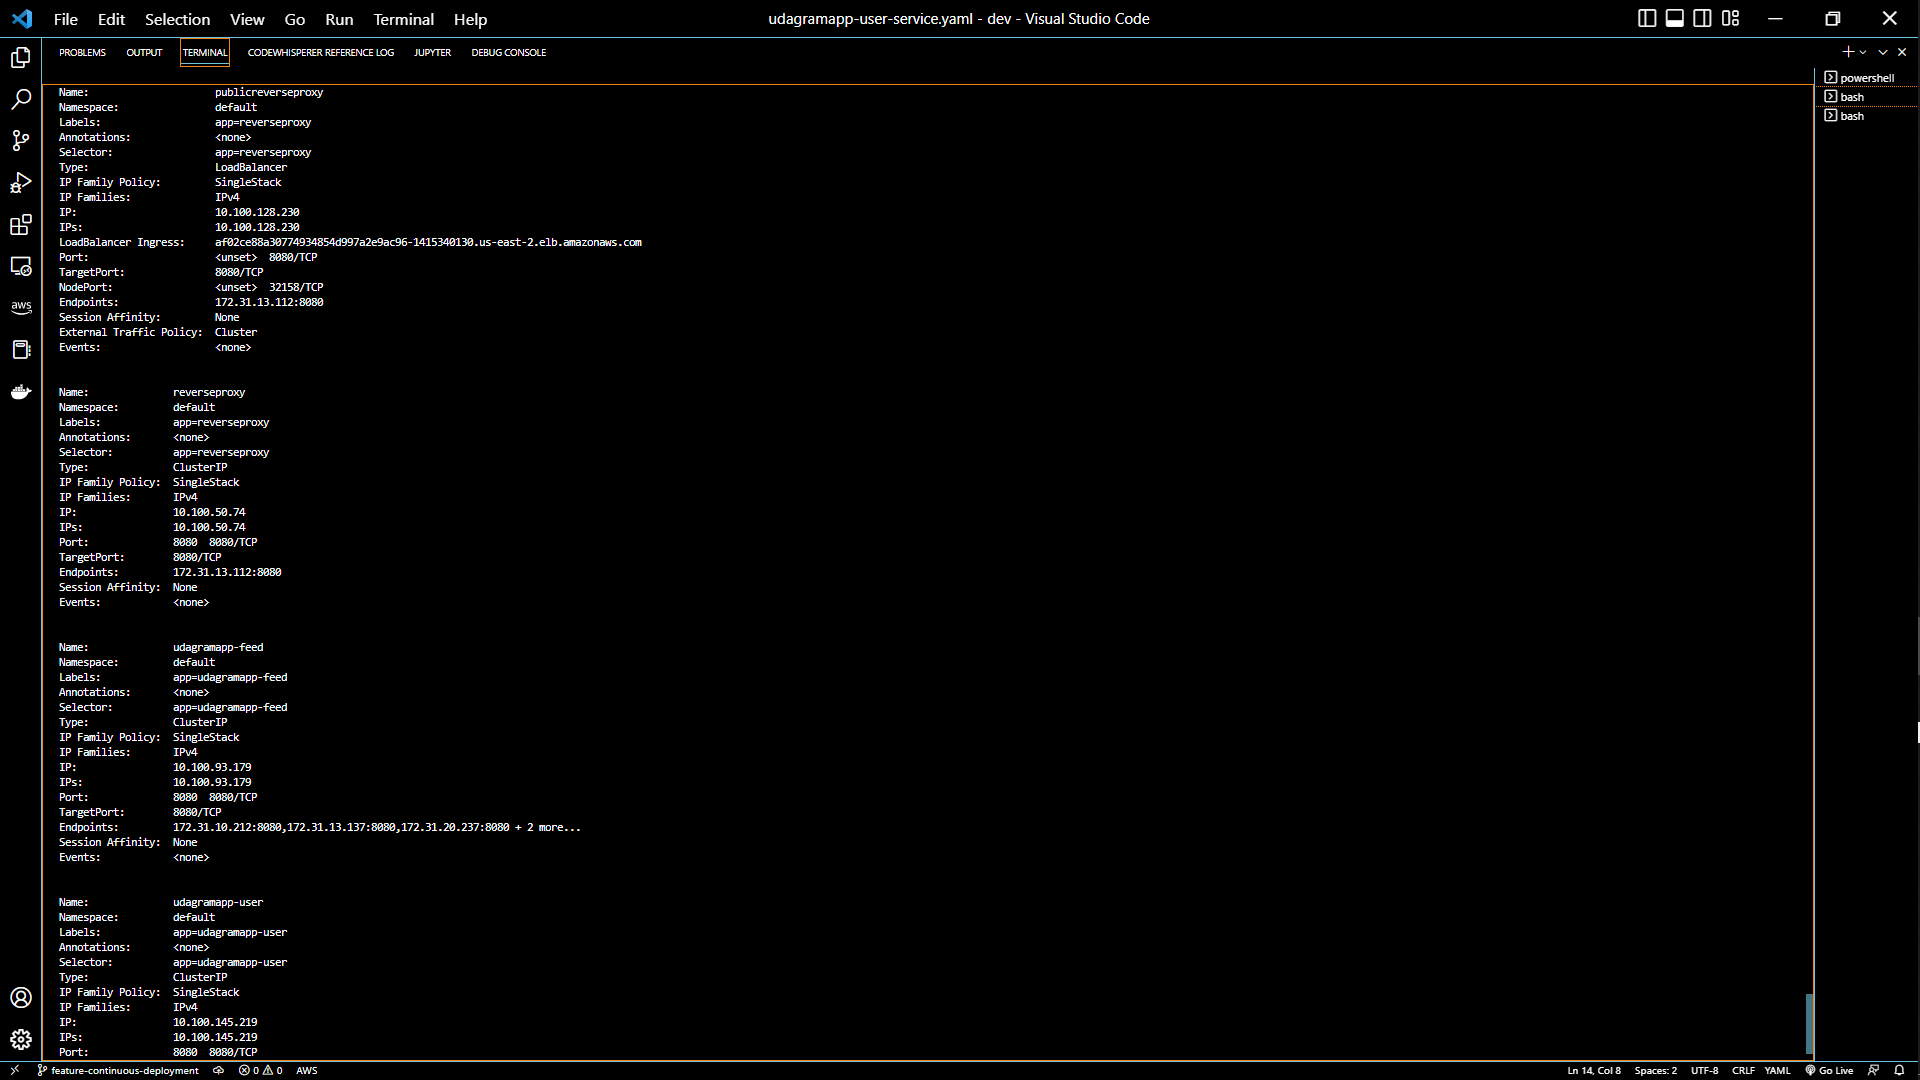 File Edit Selection View Go Run Terminal Help
udagramapp-user-service.yaml - dev - Visual Studio Code
PROBLEMS OUTPUT TERMINAL CODEWHISPERER REFERENCE LOG JUPYTER DEBUG CONSOLE
powershell
bash
bash
aws
Name: publicreverseproxy
Namespace: default
Labels: app=reverseproxy
Annotations: <none>
Selector: app=reverseproxy
Type: LoadBalancer
IP Family Policy: SingleStack
IP Families: IPv4
IP: 10.100.128.230
IPs: 10.100.128.230
LoadBalancer Ingress: af02ce88a30774934854d997a2e9ac96-1415340130.us-east-2.elb.amazonaws.com
Port: <unset> 8080/TCP
TargetPort: 8080/TCP
NodePort: <unset> 32158/TCP
Endpoints: 172.31.13.112:8080
Session Affinity: None
External Traffic Policy: Cluster
Events: <none>
Name: reverseproxy
Namespace: default
Labels: app=reverseproxy
Annotations: <none>
Selector: app=reverseproxy
Type: ClusterIP
IP Family Policy: SingleStack
IP Families: IPv4
IP: 10.100.50.74
IPs: 10.100.50.74
Port: 8080 8080/TCP
TargetPort: 8080/TCP
Endpoints: 172.31.13.112:8080
Session Affinity: None
Events: <none>
Name: udagramapp-feed
Namespace: default
Labels: app=udagramapp-feed
Annotations: <none>
Selector: app=udagramapp-feed
Type: ClusterIP
IP Family Policy: SingleStack
IP Families: IPv4
IP: 10.100.93.179
IPs: 10.100.93.179
Port: 8080 8080/TCP
TargetPort: 8080/TCP
Endpoints: 172.31.10.212:8080,172.31.13.137:8080,172.31.20.237:8080 + 2 more...
Session Affinity: None
Events: <none>
Name: udagramapp-user
Namespace: default
Labels: app=udagramapp-user
Annotations: <none>
Selector: app=udagramapp-user
Type: ClusterIP
IP Family Policy: SingleStack
IP Families: IPv4
IP: 10.100.145.219
IPs: 10.100.145.219
Port: 8080 8080/TCP
feature-continuous-deployment 0 0 AWS
Ln 14, Col 8 Spaces: 2 UTF-8 CRLF YAML Go Live